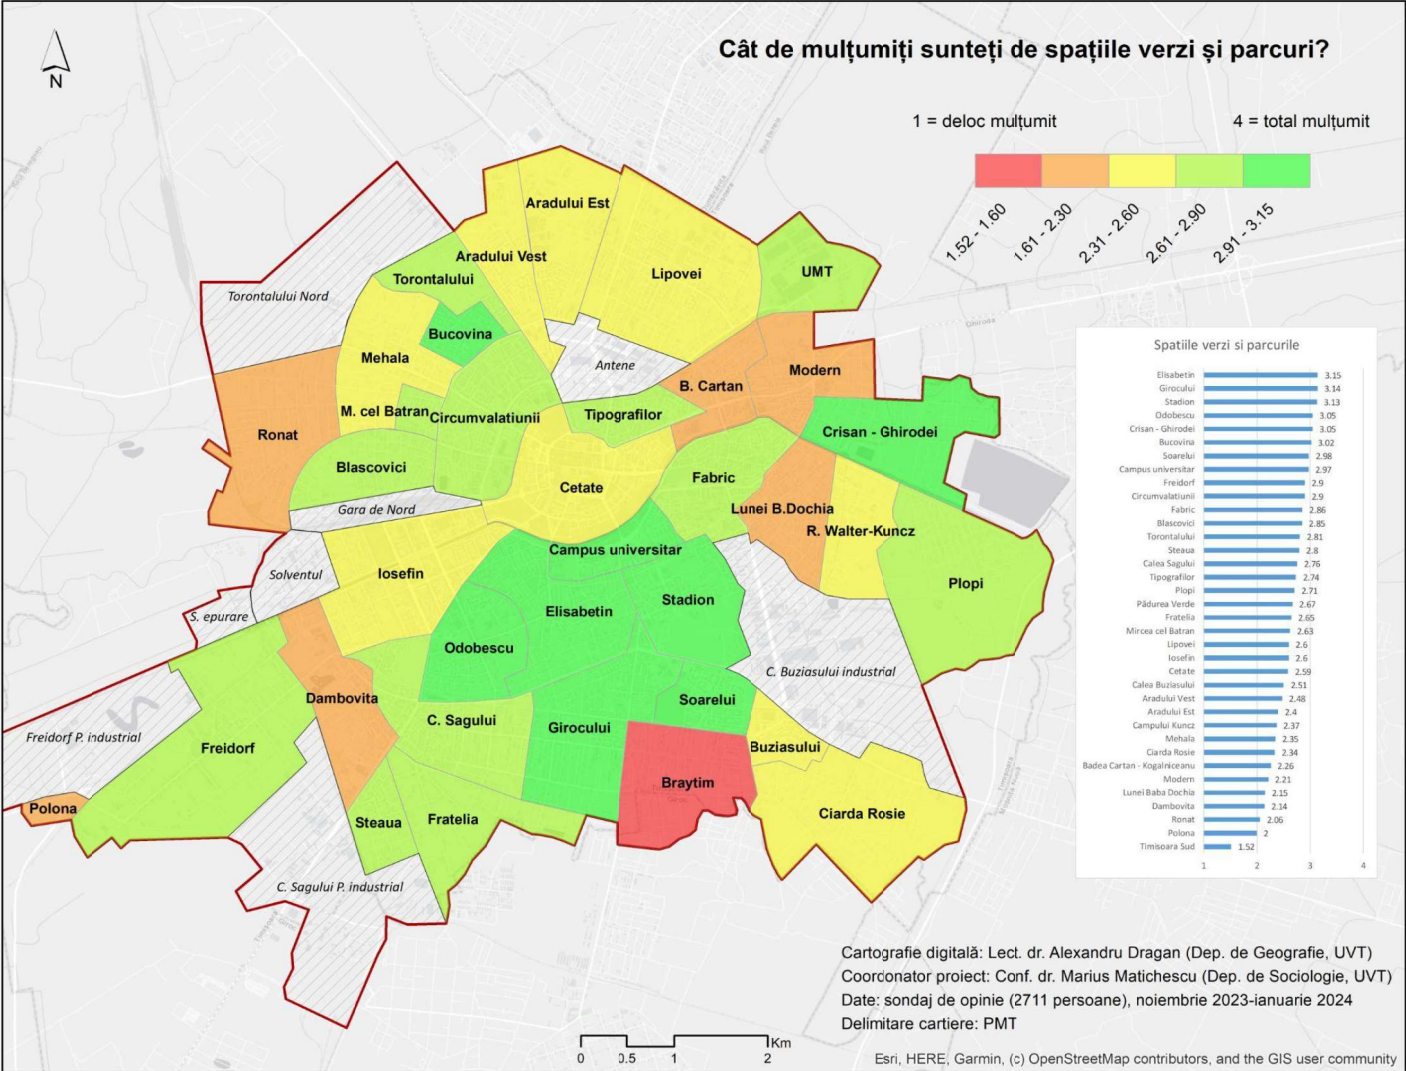 Cât de mulțumiți sunteți de spațiile verzi și parcuri?
N
1 = deloc mulțumit
4 = total mulțumit
1.52 - 1.60
1.61 - 2.30
2.31 - 2.60
2.61 - 2.90
2.91 - 3.15
Aradului Est
Aradului Vest
Lipovei
UMT
Torontalului
Torontalului Nord
Bucovina
Mehala
Antene
B. Cartan
Modern
M. cel Batran
Circumvalatiunii
Tipografilor
Ronat
Crisan - Ghirodei
Blascovici
Cetate
Fabric
Gara de Nord
Lunei B.Dochia
R. Walter-Kuncz
Campus universitar
Solventul
Iosefin
Plopi
S. epurare
Elisabetin
Stadion
Odobescu
C. Buziasului industrial
Dambovita
Soarelui
C. Sagului
Girocului
Freidorf P. industrial
Freidorf
Buziasului
Braytim
Polona
Steaua
Fratelia
Ciarda Rosie
C. Sagului P. industrial
Ghiroda
Spatiile verzi si parcurile
Elisabetin 3.15
Girocului 3.14
Stadion 3.13
Odobescu 3.05
Crisan - Ghirodei 3.05
Bucovina 3.02
Soarelui 2.98
Campus universitar 2.97
Freidorf 2.9
Circumvalatiunii 2.9
Fabric 2.86
Blascovici 2.85
Torontalului 2.81
Steaua 2.8
Calea Sagului 2.76
Tipografilor 2.74
Plopi 2.71
Pădurea Verde 2.67
Fratelia 2.65
Mircea cel Batran 2.63
Lipovei 2.6
Iosefin 2.6
Cetate 2.59
Calea Buziasului 2.51
Aradului Vest 2.48
Aradului Est 2.4
Campului Kuncz 2.37
Mehala 2.35
Ciarda Rosie 2.34
Badea Cartan - Kogalniceanu 2.26
Modern 2.21
Lunei Baba Dochia 2.15
Dambovita 2.14
Ronat 2.06
Polona 2
Timisoara Sud 1.52
1 2 3 4
Cartografie digitală: Lect. dr. Alexandru Dragan (Dep. de Geografie, UVT)
Coordonator proiect: Conf. dr. Marius Matichescu (Dep. de Sociologie, UVT)
Date: sondaj de opinie (2711 persoane), noiembrie 2023-ianuarie 2024
Delimitare cartiere: PMT
Km
0 0.5 1 2
Esri, HERE, Garmin, (c) OpenStreetMap contributors, and the GIS user community